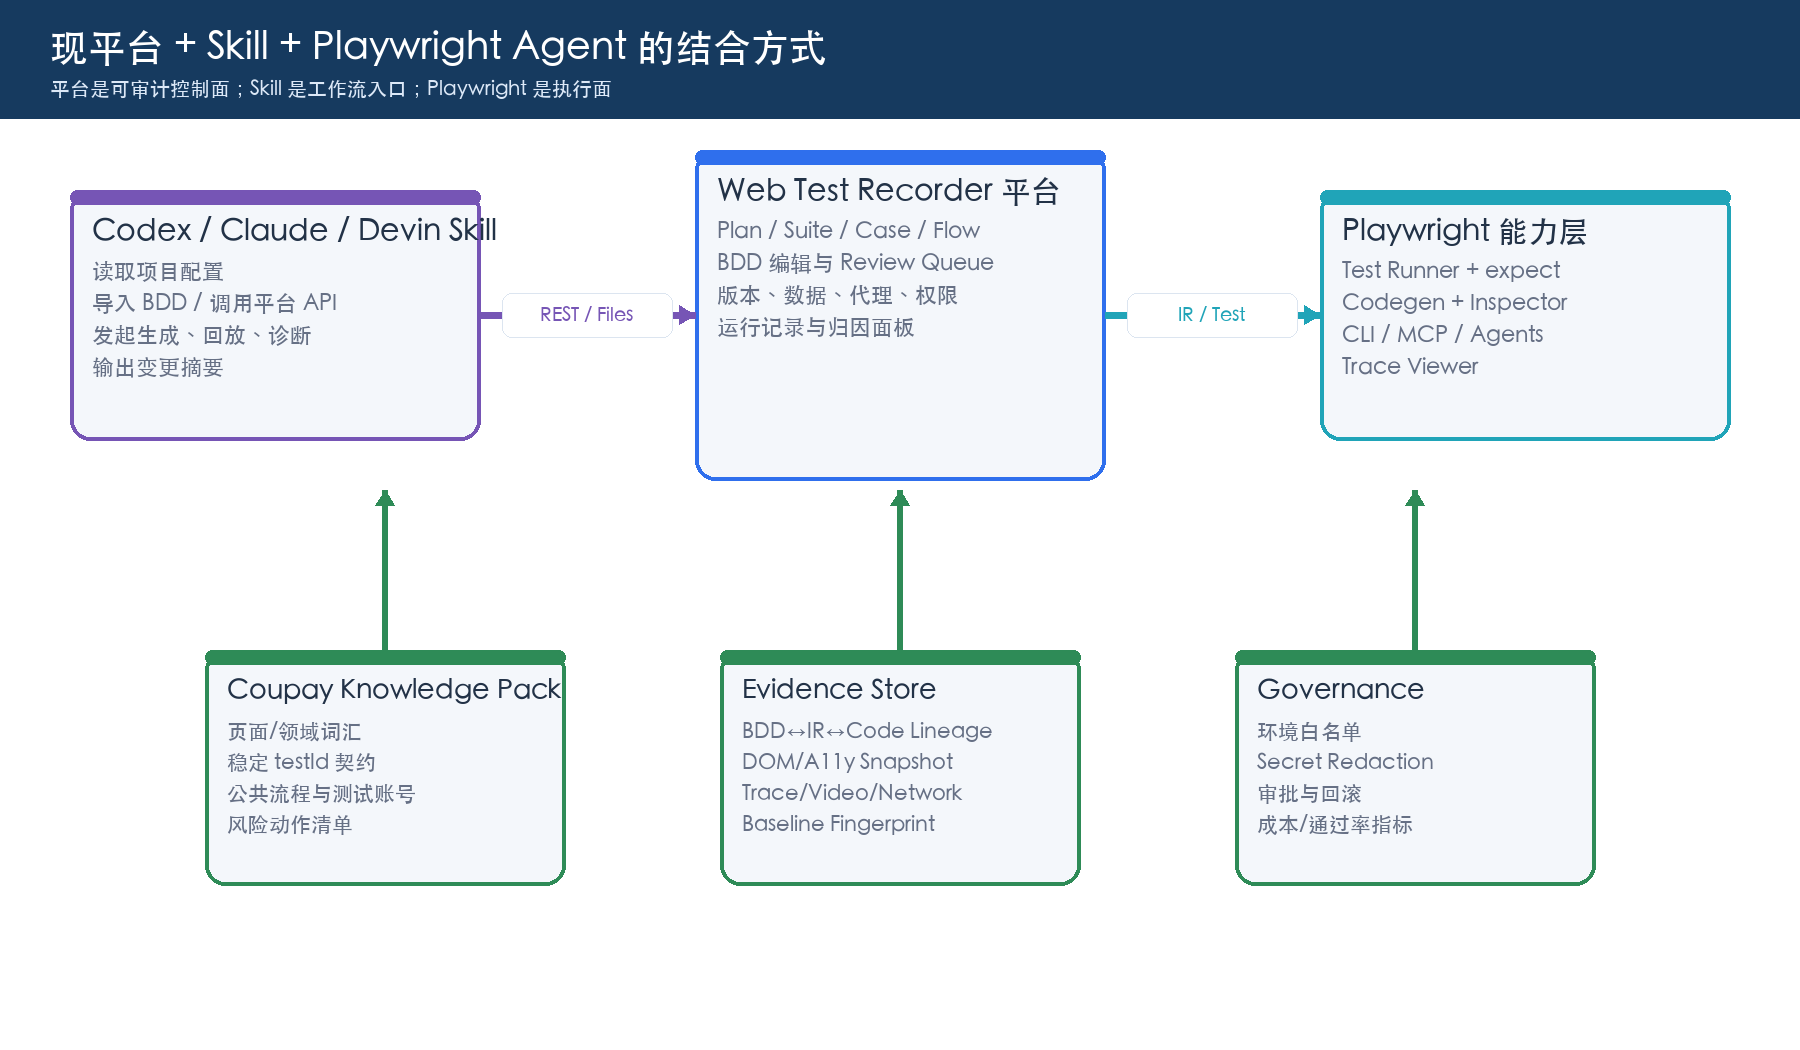 现平台 + Skill + Playwright Agent 的结合方式
平台是可审计控制面；Skill 是工作流入口；Playwright 是执行面
Codex / Claude / Devin Skill
读取项目配置
导入 BDD / 调用平台 API
发起生成、回放、诊断
输出变更摘要
REST / Files
Web Test Recorder 平台
Plan / Suite / Case / Flow
BDD 编辑与 Review Queue
版本、数据、代理、权限
运行记录与归因面板
IR / Test
Playwright 能力层
Test Runner + expect
Codegen + Inspector
CLI / MCP / Agents
Trace Viewer
Coupay Knowledge Pack
页面/领域词汇
稳定 testId 契约
公共流程与测试账号
风险动作清单
Evidence Store
BDD↔IR↔Code Lineage
DOM/A11y Snapshot
Trace/Video/Network
Baseline Fingerprint
Governance
环境白名单
Secret Redaction
审批与回滚
成本/通过率指标